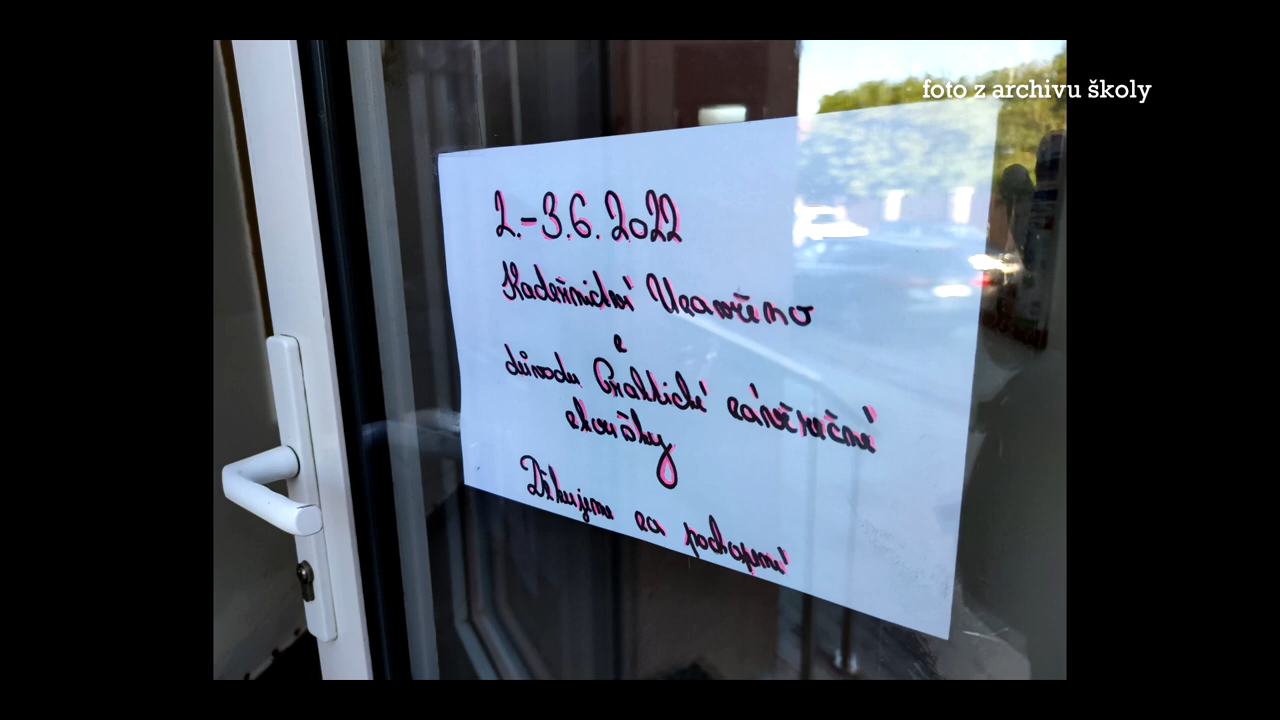 foto z archivu školy
2.-3.6.2022
Kadeřnictví Uzavřeno
z
důvodu Praktické závěrečné
zkoušky
Děkujeme za pochopení